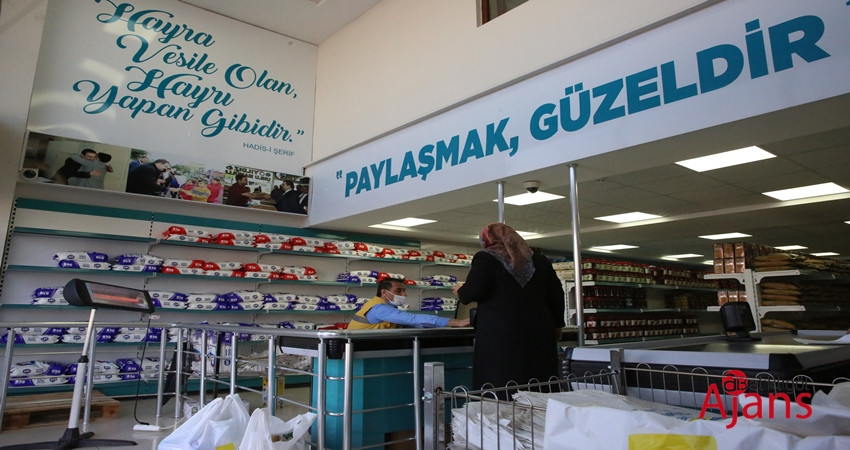 Hayra
Vesile Olan,
Hayrı
Yapan Gibidir."
HADİS-İ ŞERİF
"PAYLAŞMAK, GÜZELDİR"
Ajans